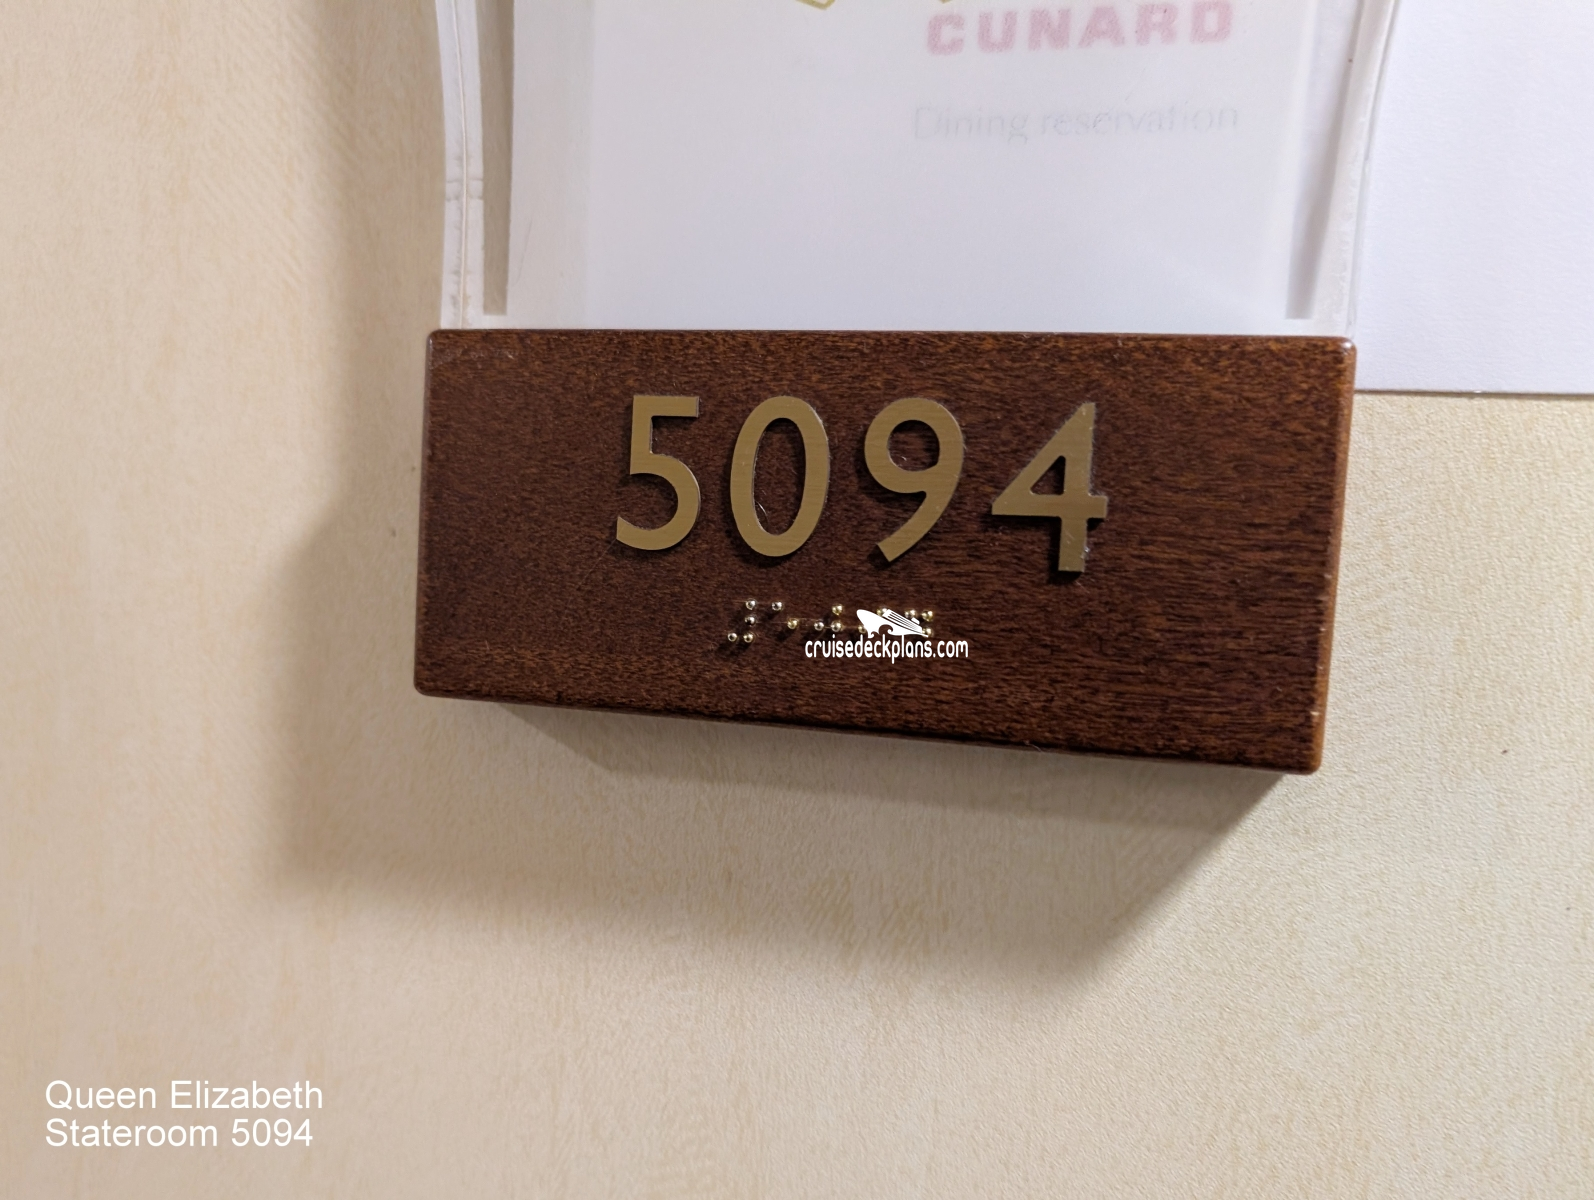 CUNARD
Dining reservation
5094
cruisedeckplans.com
Queen Elizabeth
Stateroom 5094